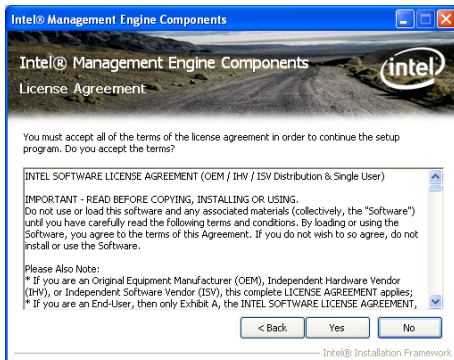 Intel® Management Engine Components
Intel® Management Engine Components
License Agreement
intel
You must accept all of the terms of the license agreement in order to continue the setup
program. Do you accept the terms?
INTEL SOFTWARE LICENSE AGREEMENT (OEM / IHV / ISV Distribution & Single User)
IMPORTANT - READ BEFORE COPYING, INSTALLING OR USING.
Do not use or load this software and any associated materials (collectively, the "Software")
until you have carefully read the following terms and conditions. By loading or using the
Software, you agree to the terms of this Agreement. If you do not wish to so agree, do not
install or use the Software.
Please Also Note:
* If you are an Original Equipment Manufacturer (OEM), Independent Hardware Vendor
(IHV), or Independent Software Vendor (ISV), this complete LICENSE AGREEMENT applies;
* If you are an End-User, then only Exhibit A, the INTEL SOFTWARE LICENSE AGREEMENT,
< Back Yes No
Intel® Installation Framework